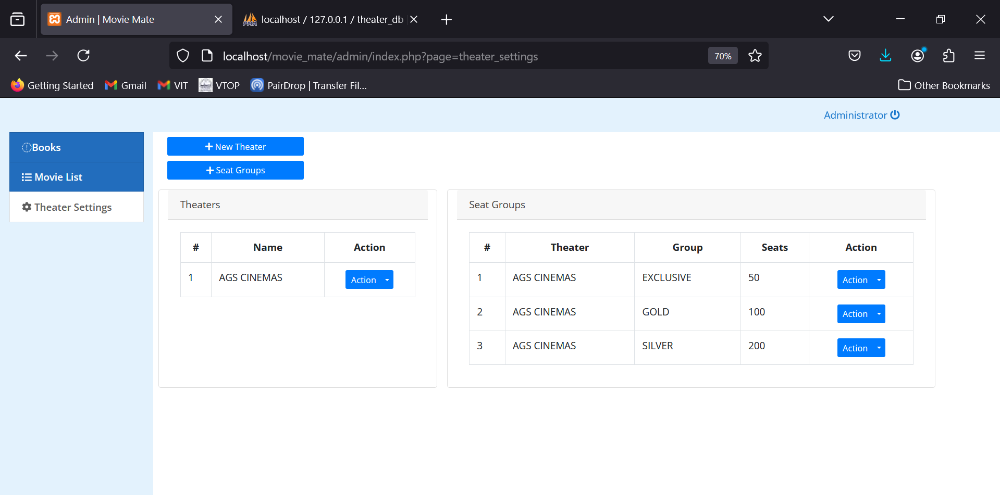 Admin | Movie Mate
localhost / 127.0.0.1 / theater_db
localhost/movie_mate/admin/index.php?page=theater_settings
70%
Getting Started
Gmail
VIT
VTOP
PairDrop | Transfer Fil...
Other Bookmarks
Administrator
Books
Movie List
Theater Settings
New Theater
Seat Groups
Theaters
# Name Action
1 AGS CINEMAS Action
Seat Groups
# Theater Group Seats Action
1 AGS CINEMAS EXCLUSIVE 50 Action
2 AGS CINEMAS GOLD 100 Action
3 AGS CINEMAS SILVER 200 Action